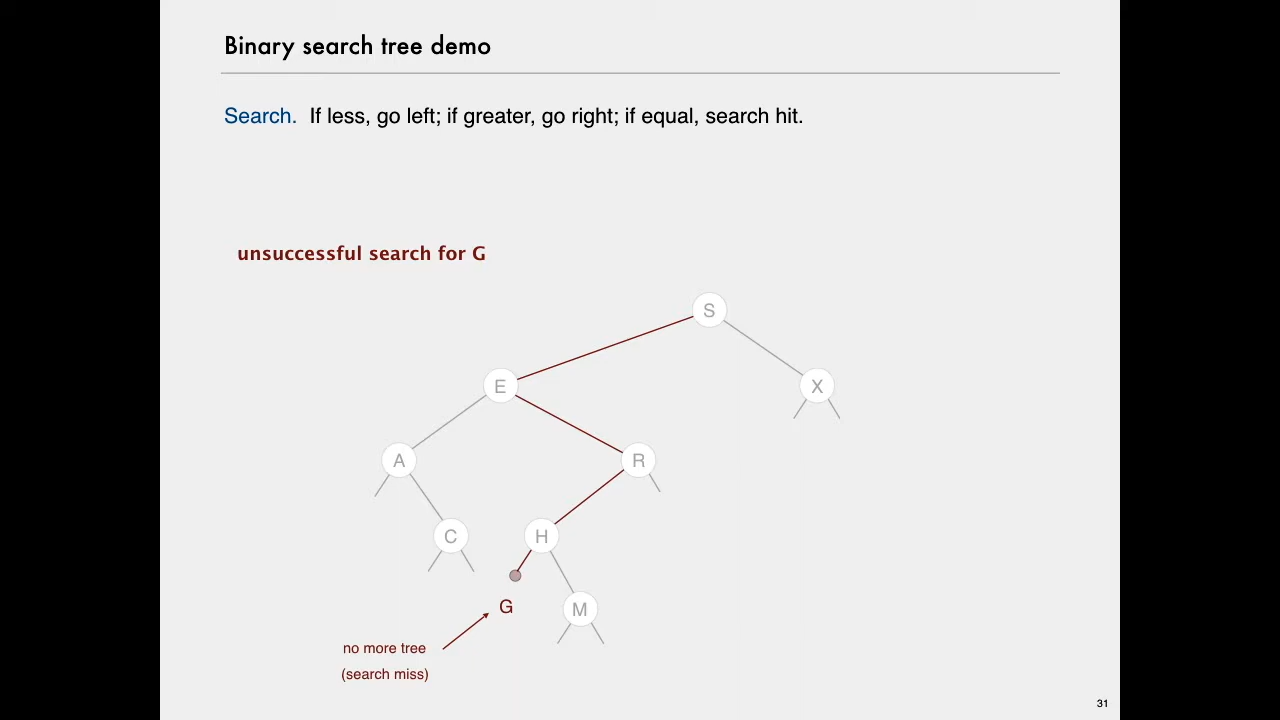 Binary search tree demo
Search. If less, go left; if greater, go right; if equal, search hit.
unsuccessful search for G
S
E
X
A
R
C
H
G
M
no more tree
(search miss)
31